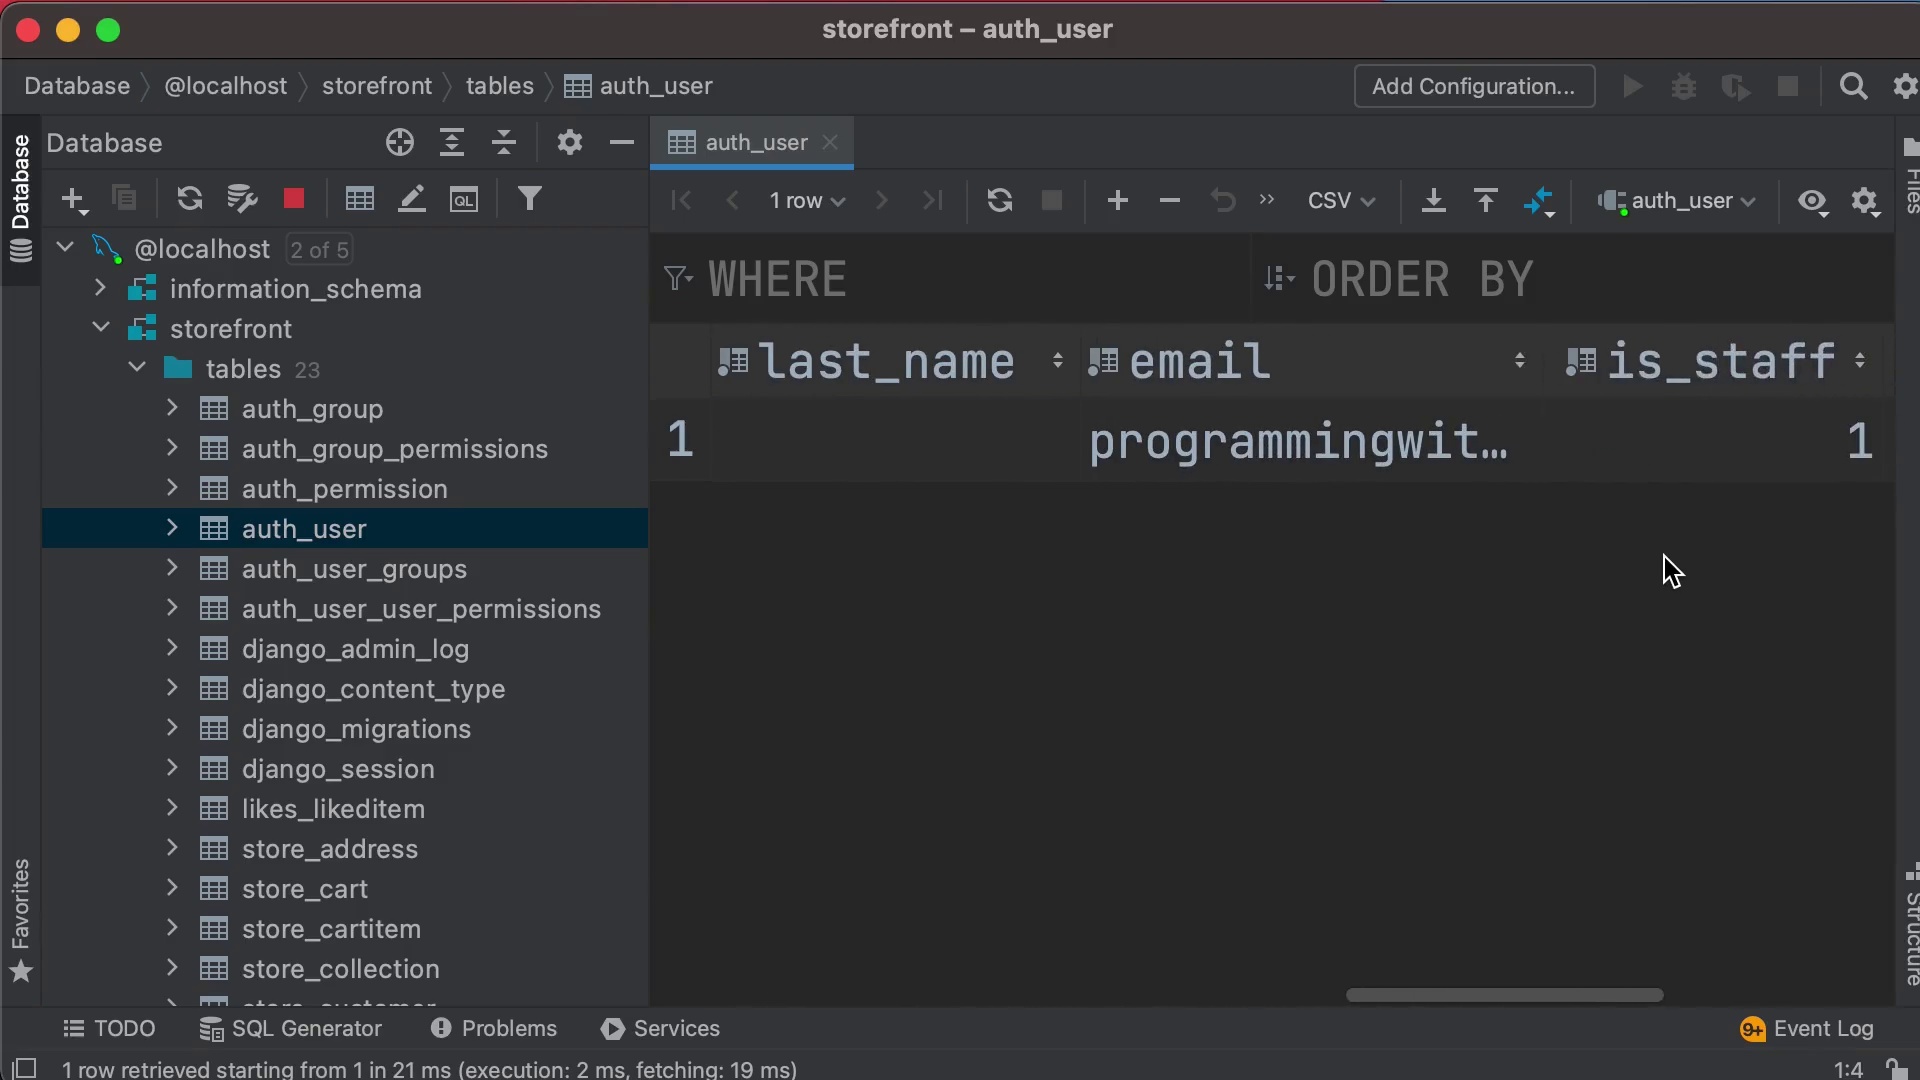 storefront – auth_user
Database
@localhost
storefront
tables
auth_user
Add Configuration...
Database
Database
Files
auth_user
1 row
CSV
auth_user
WHERE
ORDER BY
@localhost 2 of 5
information_schema
storefront
tables 23
auth_group
auth_group_permissions
auth_permission
auth_user
auth_user_groups
auth_user_user_permissions
django_admin_log
django_content_type
django_migrations
django_session
likes_likeditem
store_address
store_cart
store_cartitem
store_collection
store_customer
last_name
email
is_staff
1
programmingwit…
1
Favorites
Structure
TODO
SQL Generator
Problems
Services
9+ Event Log
1 row retrieved starting from 1 in 21 ms (execution: 2 ms, fetching: 19 ms)
1:4